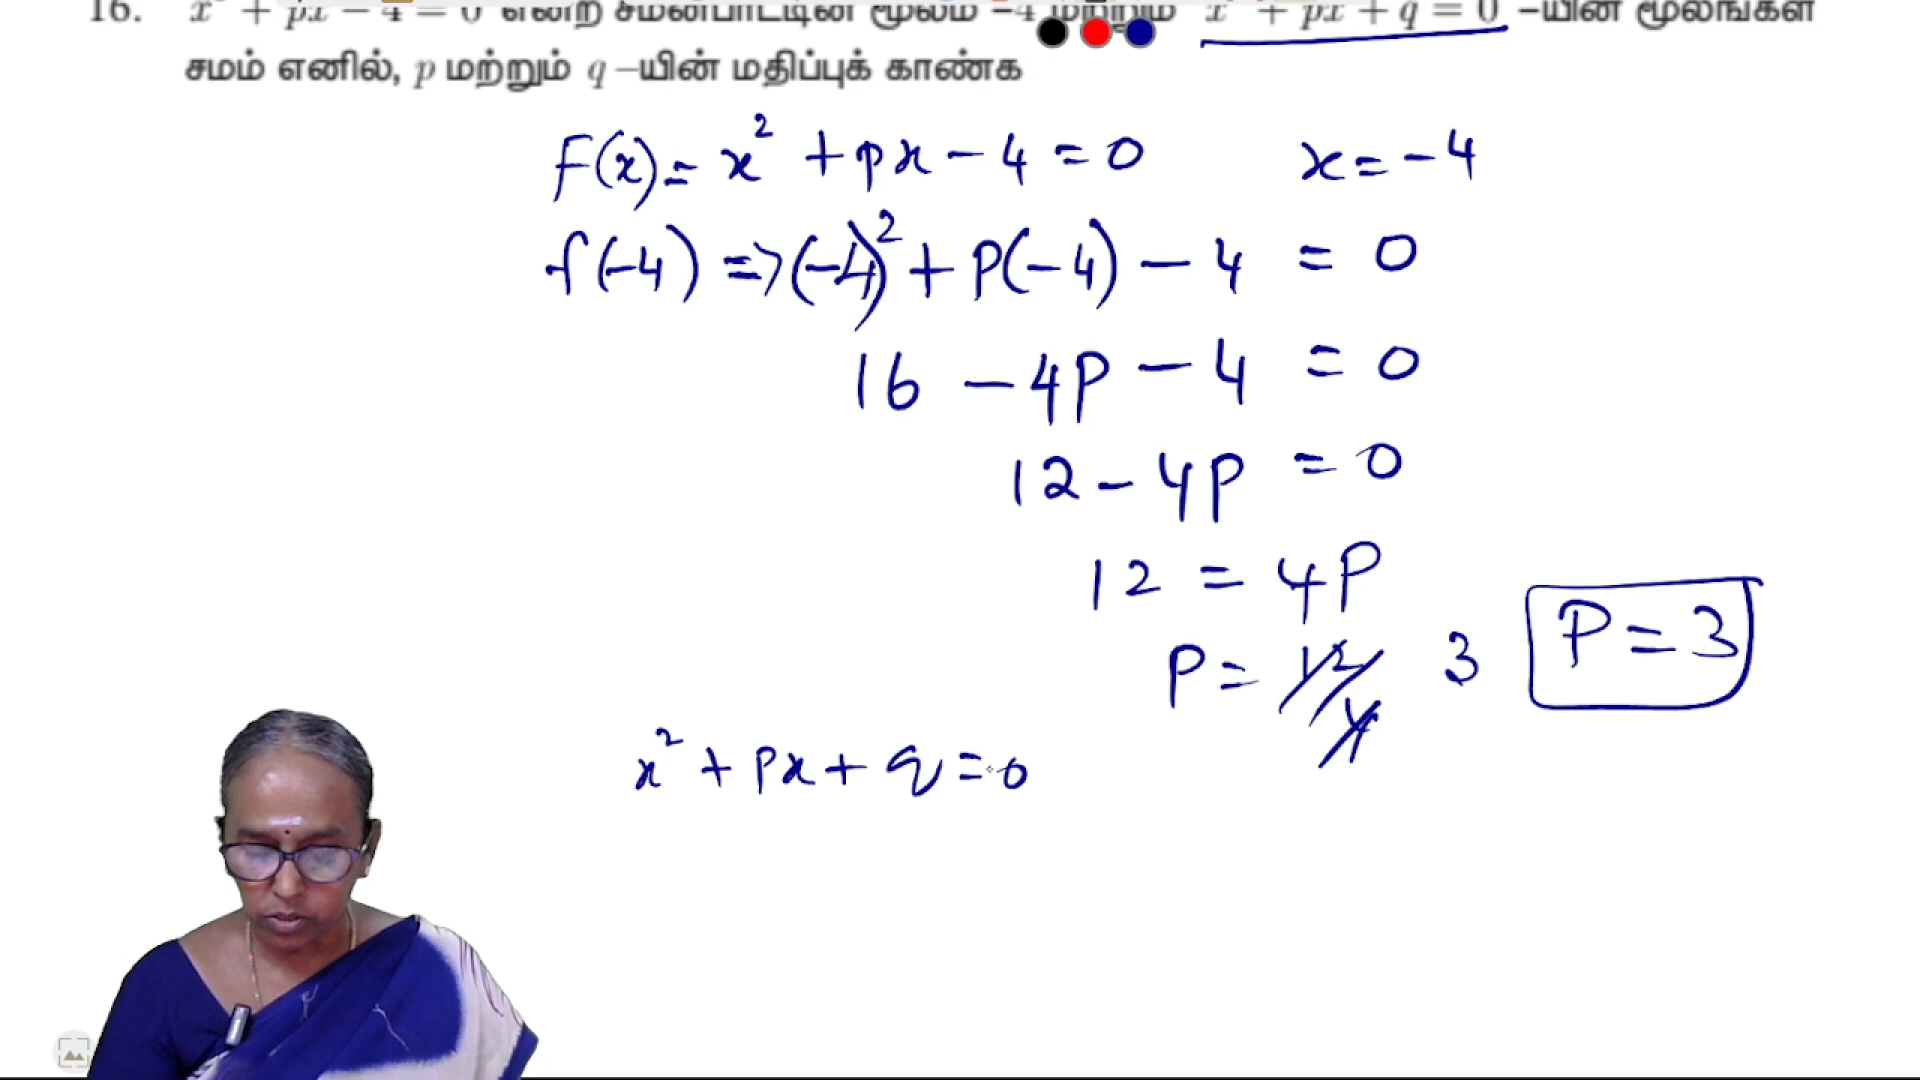 16. x² + px − 4 = 0 என்ற சமன்பாட்டின் மூலம் −4 மற்றும் x² + px + q = 0 −யின் மூலங்கள்
சமம் எனில், p மற்றும் q −யின் மதிப்புக் காண்க
F(x) = x² + px − 4 = 0 x = −4
f(−4) => (−4)² + P(−4) − 4 = 0
16 − 4P − 4 = 0
12 − 4P = 0
12 = 4P
P = 12/4 3 P = 3
x² + px + q = 0